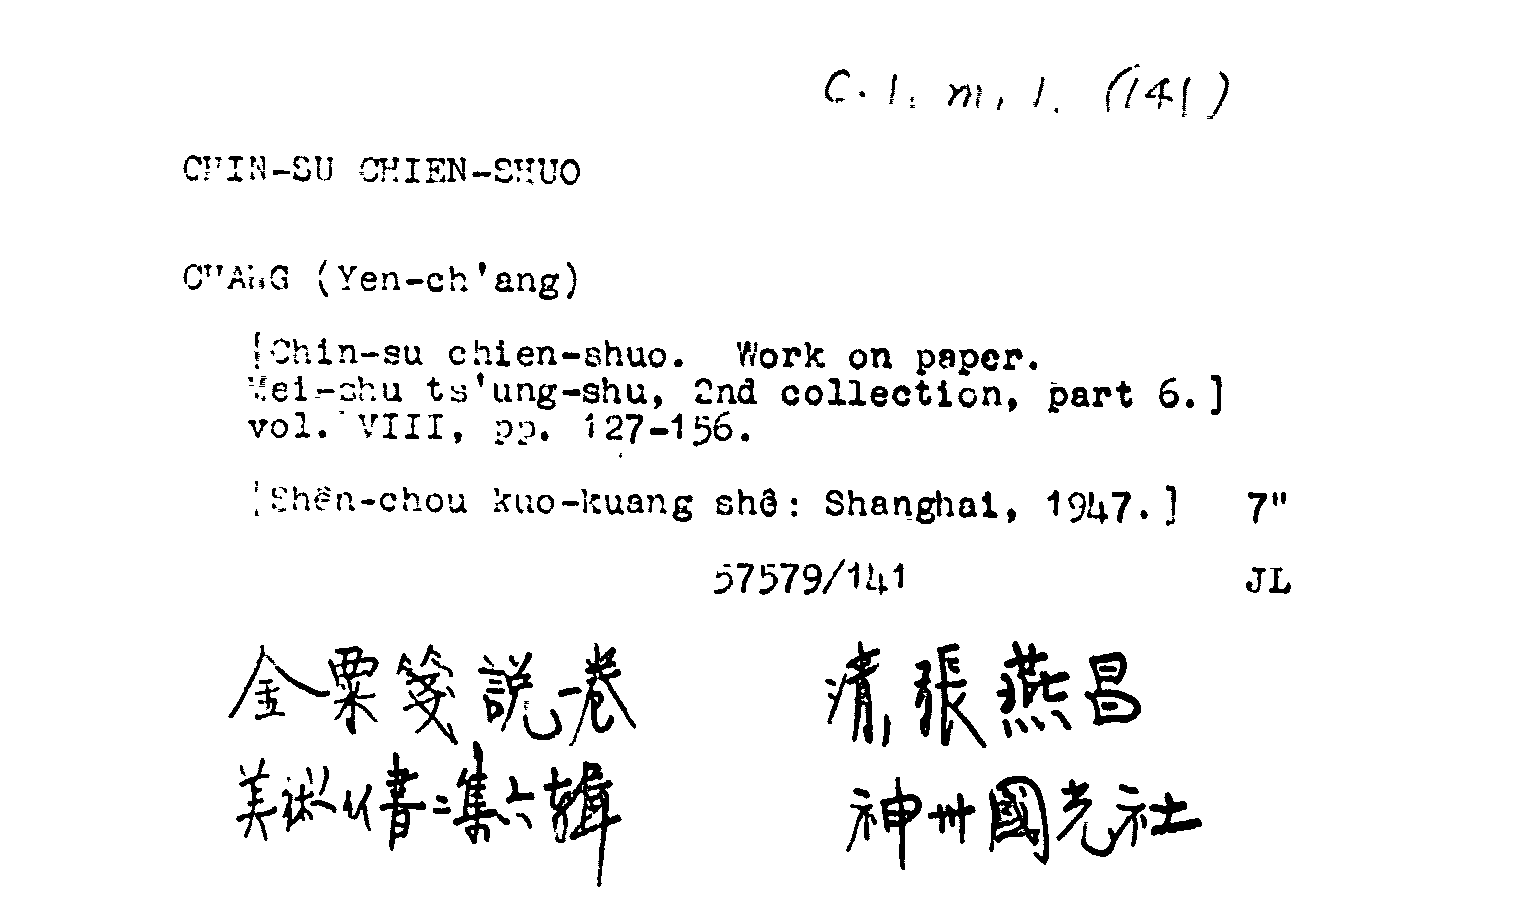 C. 1. m. 1. (141)
CHIN-SU CHIEN-SHUO
CHANG (Yen-ch'ang)
[Chin-su chien-shuo. Work on paper.
Mei-shu ts'ung-shu, 2nd collection, part 6.]
vol. VIII, pp. 127-156.
[Shên-chou kuo-kuang shê: Shanghai, 1947.] 7"
57579/141 JL
金粟箋說一卷 清,張燕昌
美術丛書二集六輯 神州國光社